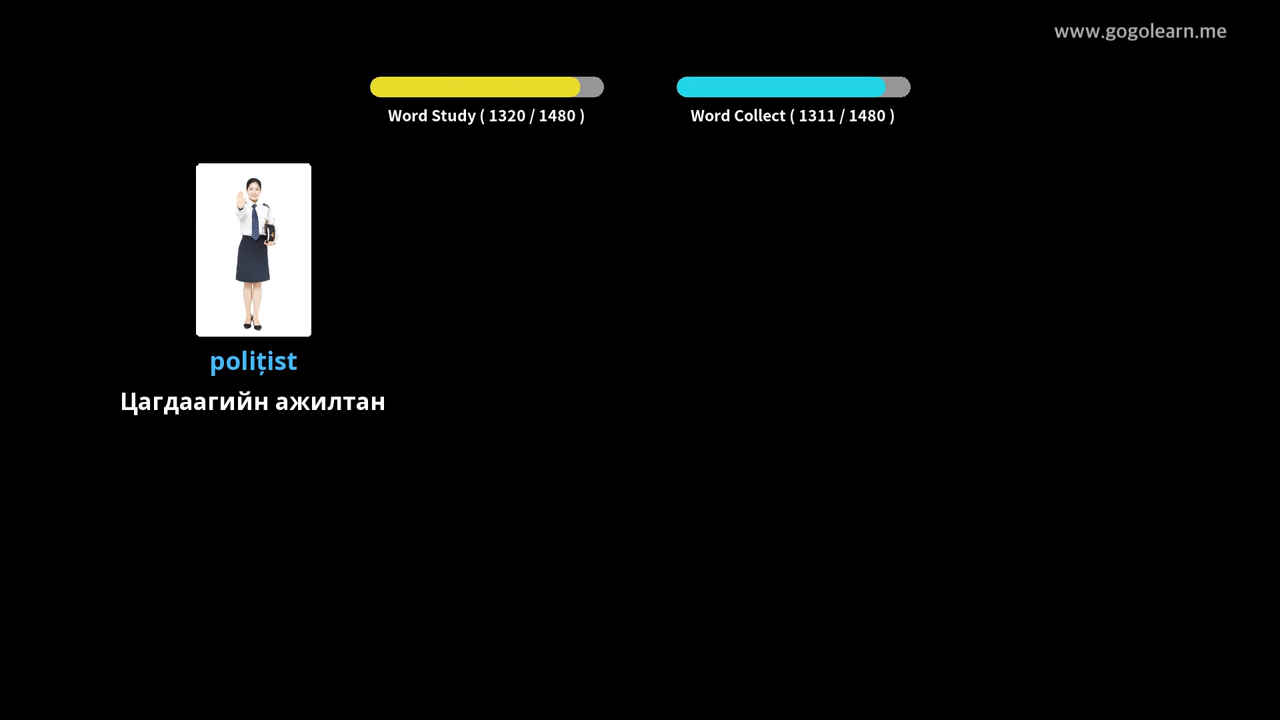 www.gogolearn.me
Word Study ( 1320 / 1480 )
Word Collect ( 1311 / 1480 )
polițist
Цагдаагийн ажилтан